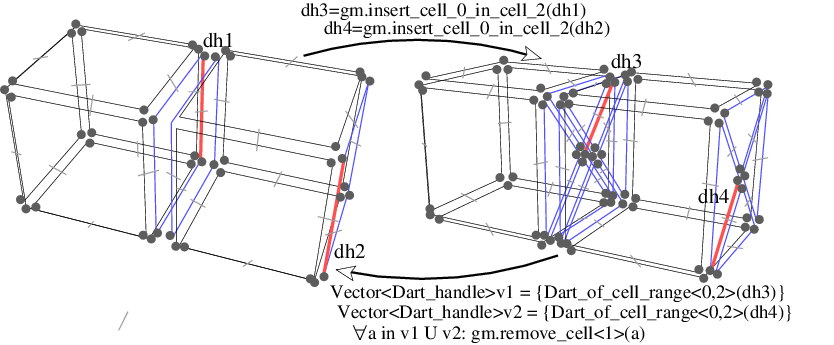 dh3=gm.insert_cell_0_in_cell_2(dh1)
dh4=gm.insert_cell_0_in_cell_2(dh2)
dh1
dh3
dh4
dh2
Vector<Dart_handle>v1 = {Dart_of_cell_range<0,2>(dh3)}
Vector<Dart_handle>v2 = {Dart_of_cell_range<0,2>(dh4)}
∀a in v1 U v2: gm.remove_cell<1>(a)